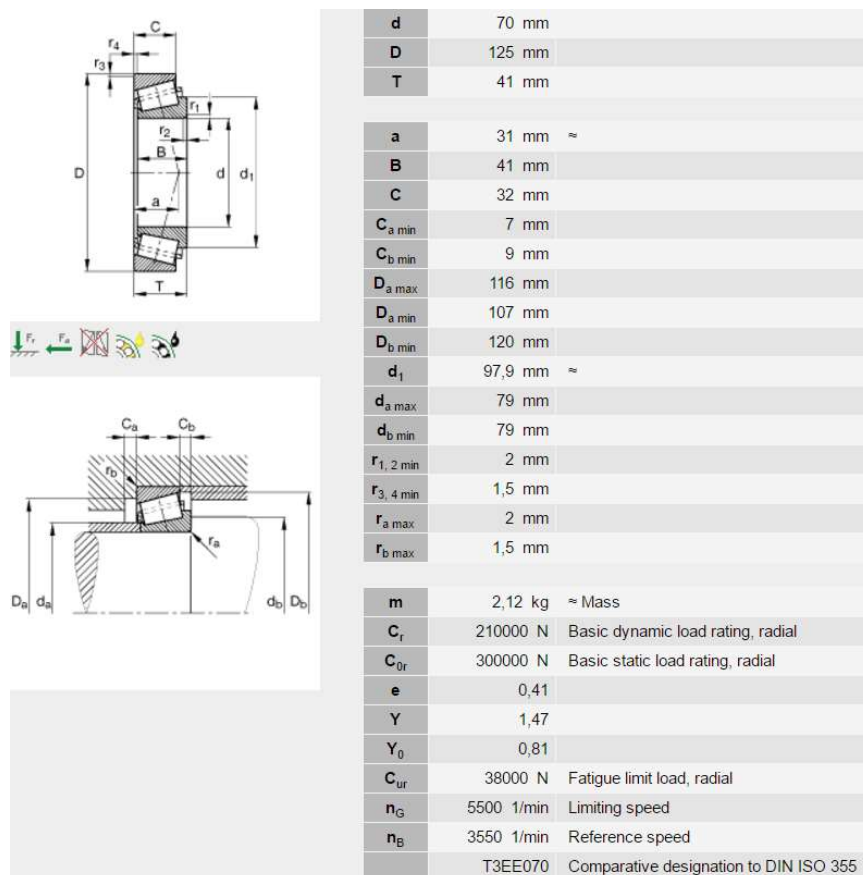 C
r4
r3
r1
r2
B
D
d
d1
a
T
Fr
Fa
Ca
Cb
rb
ra
Da
da
db
Db
d 70 mm
D 125 mm
T 41 mm
a 31 mm ≈
B 41 mm
C 32 mm
Ca min 7 mm
Cb min 9 mm
Da max 116 mm
Da min 107 mm
Db min 120 mm
d1 97,9 mm ≈
da max 79 mm
db min 79 mm
r1, 2 min 2 mm
r3, 4 min 1,5 mm
ra max 2 mm
rb max 1,5 mm
m 2,12 kg ≈ Mass
Cr 210000 N Basic dynamic load rating, radial
C0r 300000 N Basic static load rating, radial
e 0,41
Y 1,47
Y0 0,81
Cur 38000 N Fatigue limit load, radial
nG 5500 1/min Limiting speed
nB 3550 1/min Reference speed
T3EE070 Comparative designation to DIN ISO 355